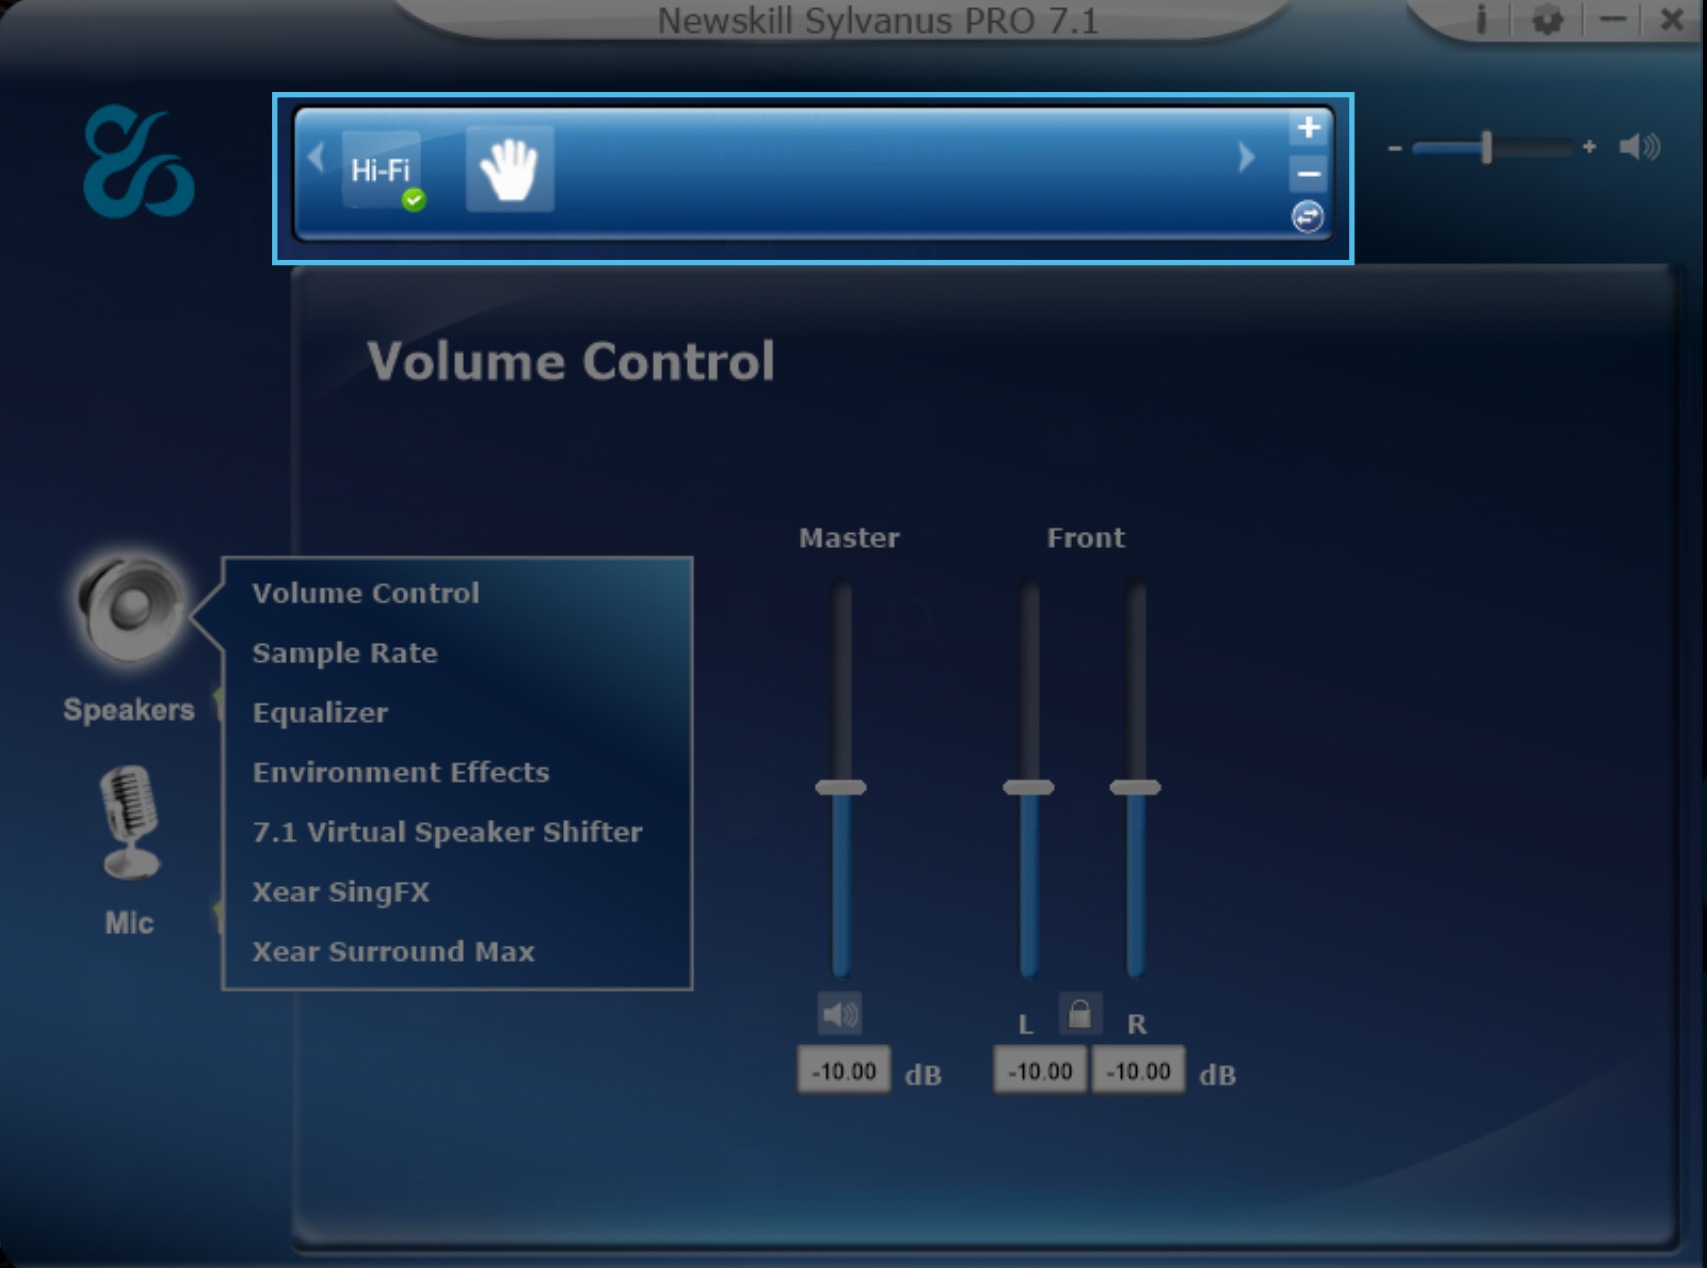 Newskill Sylvanus PRO 7.1
i
Hi-Fi
Volume Control
Master
Front
Volume Control
Sample Rate
Equalizer
Environment Effects
7.1 Virtual Speaker Shifter
Xear SingFX
Xear Surround Max
Speakers
Mic
L
R
-10.00 dB
-10.00 -10.00 dB